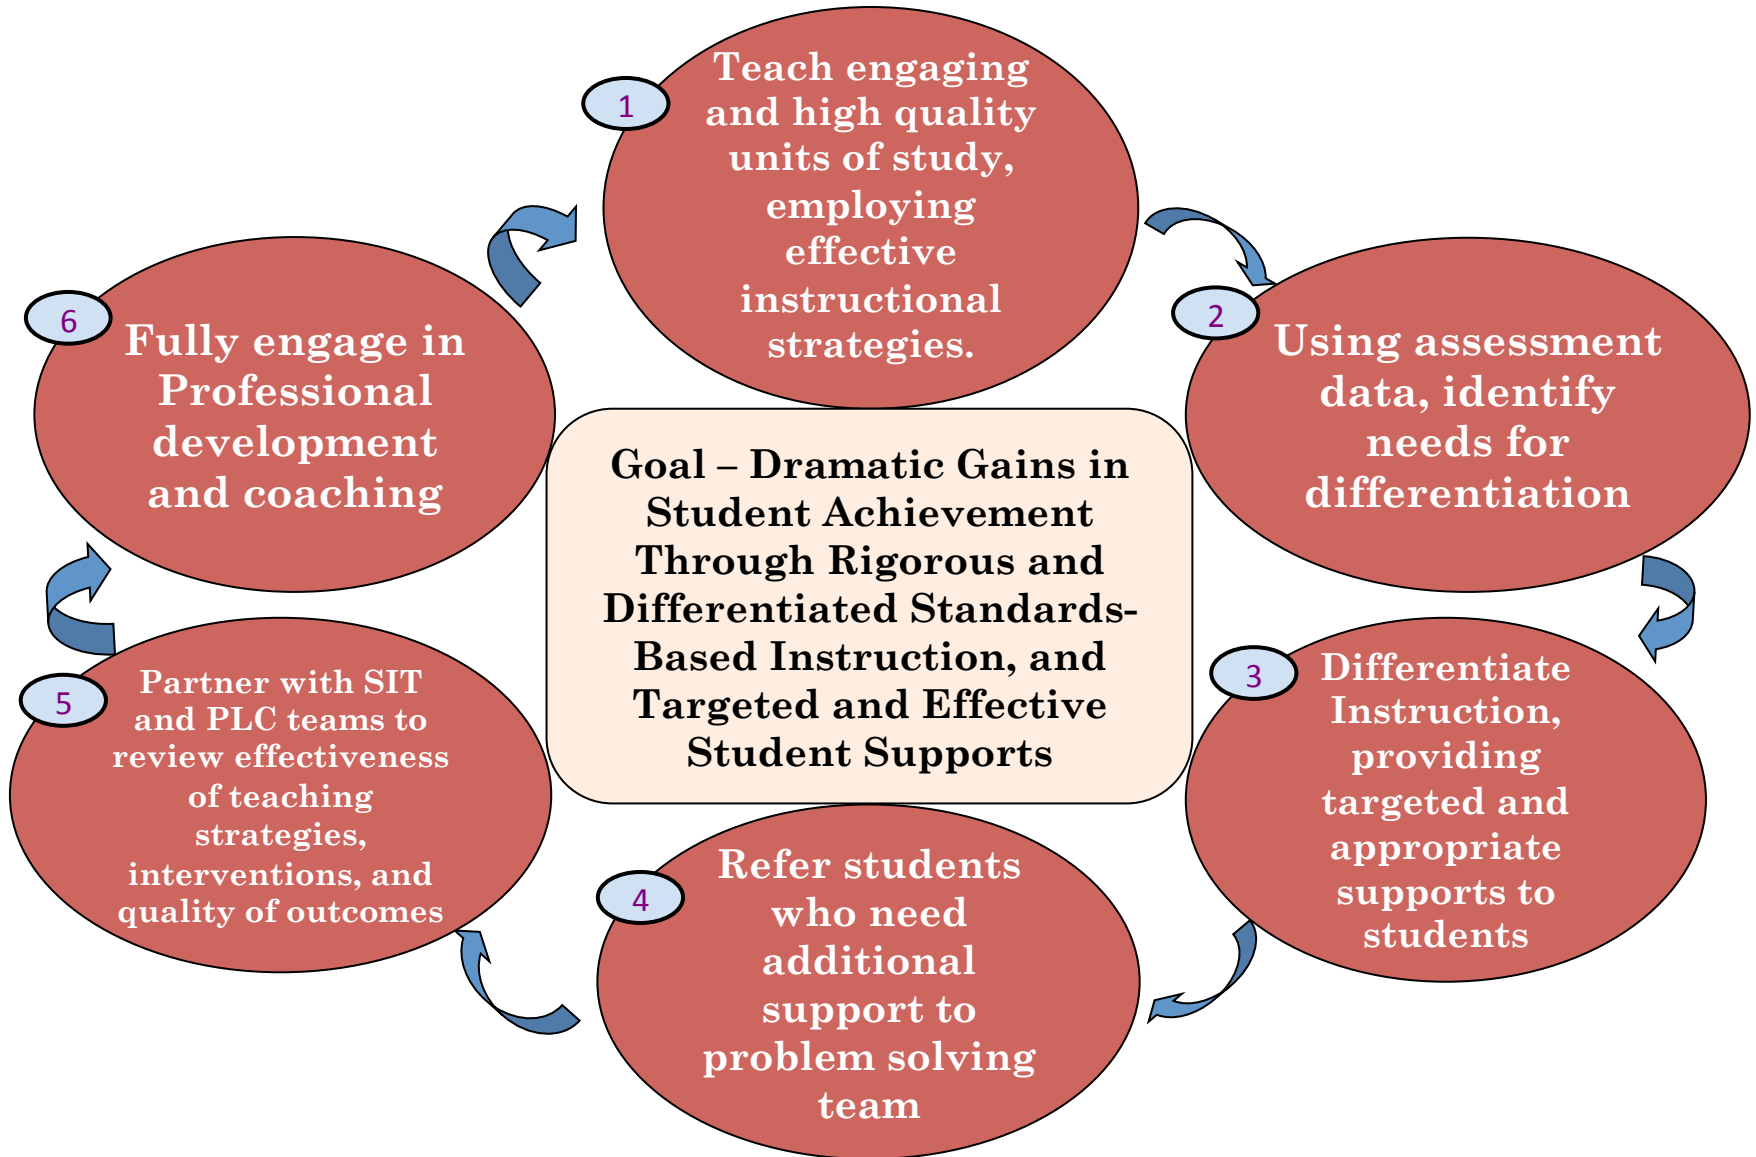 1
Teach engaging
and high quality
units of study,
employing
effective
instructional
strategies.
2
Using assessment
data, identify
needs for
differentiation
3
Differentiate
Instruction,
providing
targeted and
appropriate
supports to
students
4
Refer students
who need
additional
support to
problem solving
team
5
Partner with SIT
and PLC teams to
review effectiveness
of teaching
strategies,
interventions, and
quality of outcomes
6
Fully engage in
Professional
development
and coaching
Goal – Dramatic Gains in
Student Achievement
Through Rigorous and
Differentiated Standards-
Based Instruction, and
Targeted and Effective
Student Supports